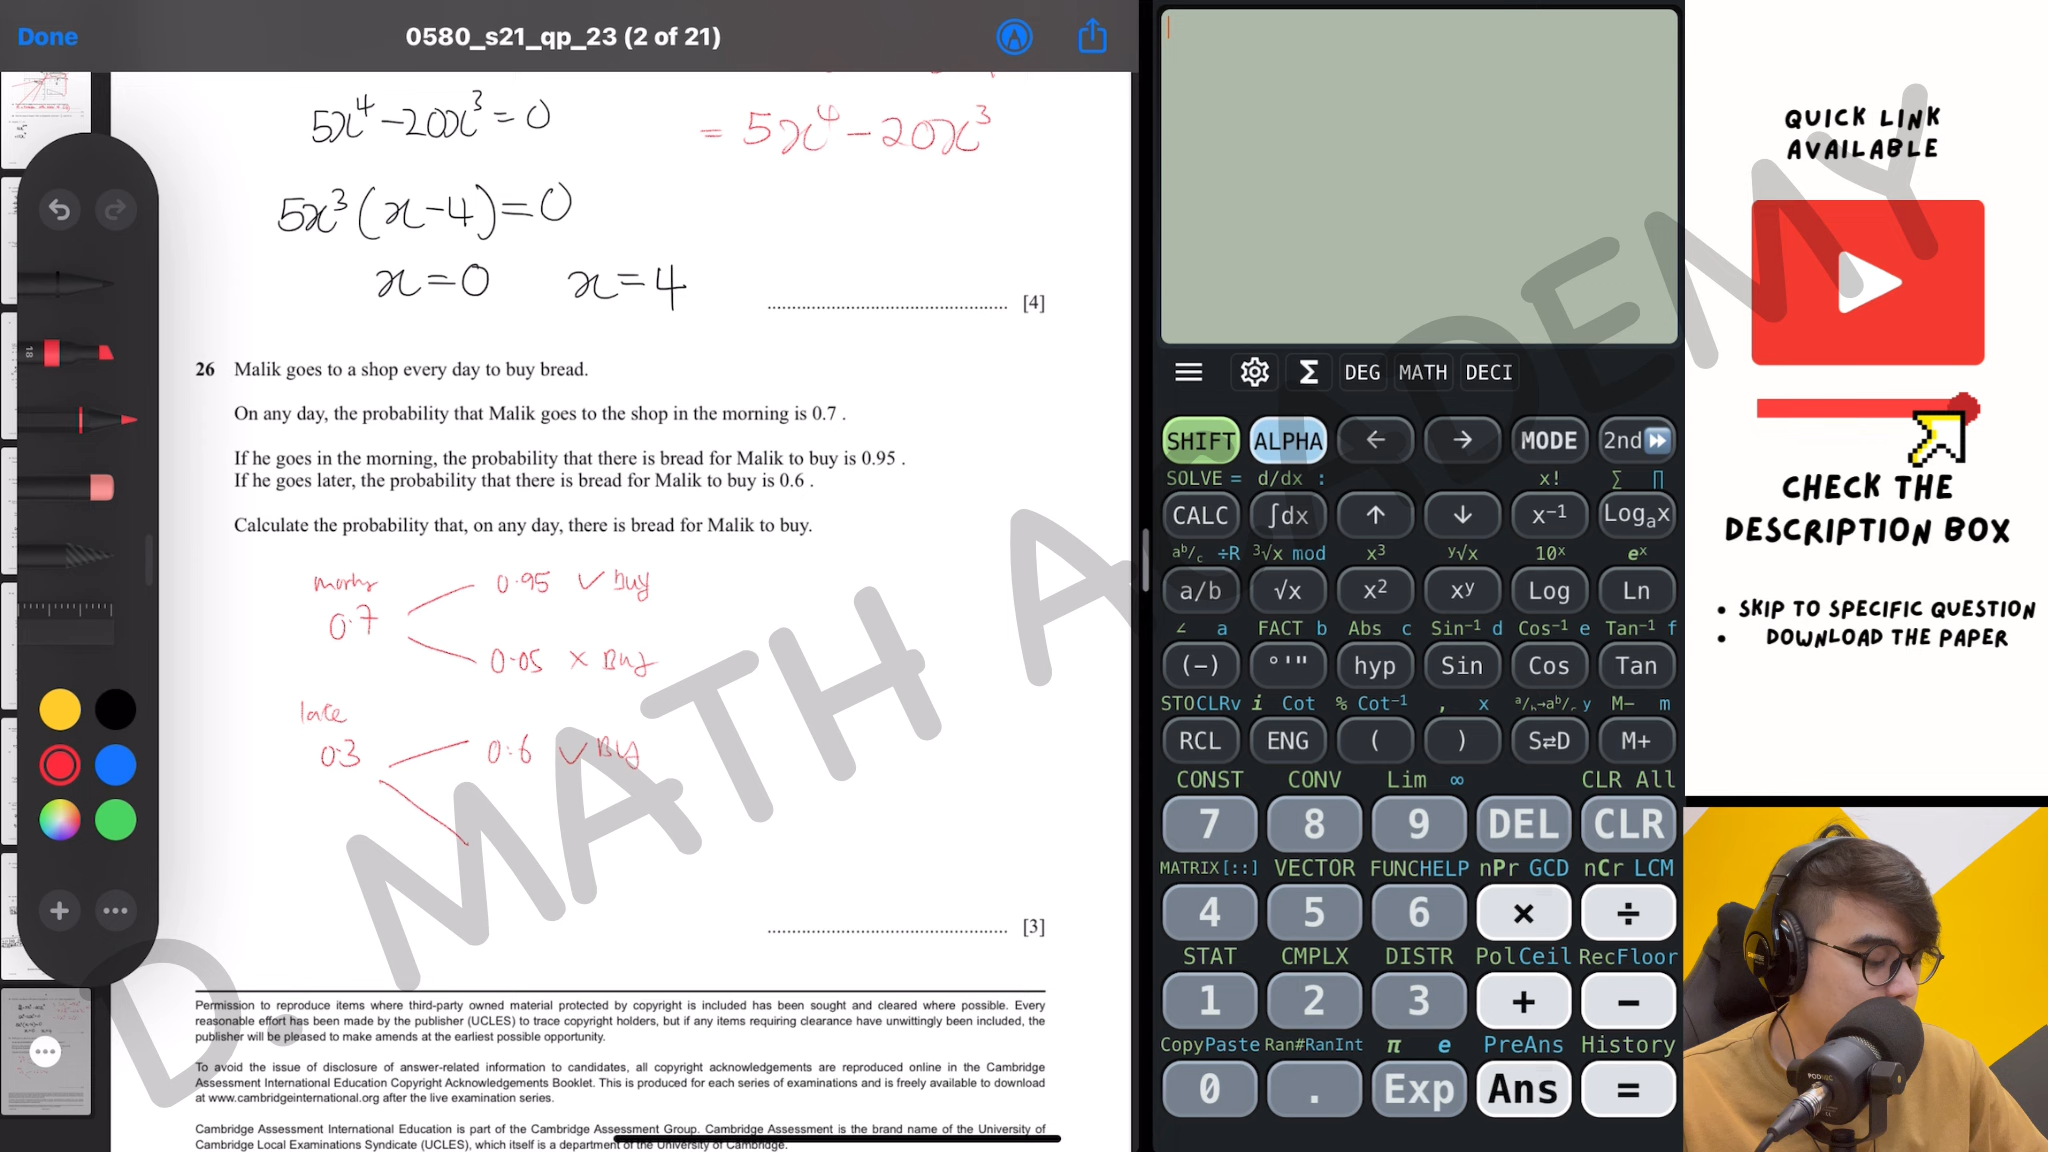 Done
0580_s21_qp_23 (2 of 21)
5x⁴ - 20x³ = 0
= 5x⁴ - 20x³
5x³(x-4)=0
x=0 x=4
[4]
26 Malik goes to a shop every day to buy bread.
On any day, the probability that Malik goes to the shop in the morning is 0.7 .
If he goes in the morning, the probability that there is bread for Malik to buy is 0.95 .
If he goes later, the probability that there is bread for Malik to buy is 0.6 .
Calculate the probability that, on any day, there is bread for Malik to buy.
0.95 ✓ buy
0.7
0.05 × Buy
late
0.3
0.6 ✓ Buy
[3]
Permission to reproduce items where third-party owned material protected by copyright is included has been sought and cleared where possible. Every
reasonable effort has been made by the publisher (UCLES) to trace copyright holders, but if any items requiring clearance have unwittingly been included, the
publisher will be pleased to make amends at the earliest possible opportunity.
To avoid the issue of disclosure of answer-related information to candidates, all copyright acknowledgements are reproduced online in the Cambridge
Assessment International Education Copyright Acknowledgements Booklet. This is produced for each series of examinations and is freely available to download
at www.cambridgeinternational.org after the live examination series.
Cambridge Assessment International Education is part of the Cambridge Assessment Group. Cambridge Assessment is the brand name of the University of
Cambridge Local Examinations Syndicate (UCLES), which itself is a department of the University of Cambridge.
D. MATH ACADEMY
18
DEG MATH DECI
SHIFT ALPHA ← → MODE 2nd
SOLVE = d/dx : x! ∑ ∏
CALC ∫dx ↑ ↓ x⁻¹ Logₐx
aᵇ/c ÷R ³√x mod x³ ʸ√x 10ˣ eˣ
a/b √x x² xʸ Log Ln
∠ a FACT b Abs c Sin⁻¹ d Cos⁻¹ e Tan⁻¹ f
(−) °'" hyp Sin Cos Tan
STO CLRv i Cot % Cot⁻¹ , x y M− m
RCL ENG ( ) S⇄D M+
CONST CONV Lim ∞ CLR All
7 8 9 DEL CLR
MATRIX [::] VECTOR FUNC HELP nPr GCD nCr LCM
4 5 6 × ÷
STAT CMPLX DISTR Pol Ceil Rec Floor
1 2 3 + −
Copy Paste Ran# RanInt π e PreAns History
0 . Exp Ans =
QUICK LINK
AVAILABLE
CHECK THE
DESCRIPTION BOX
• SKIP TO SPECIFIC QUESTION
• DOWNLOAD THE PAPER